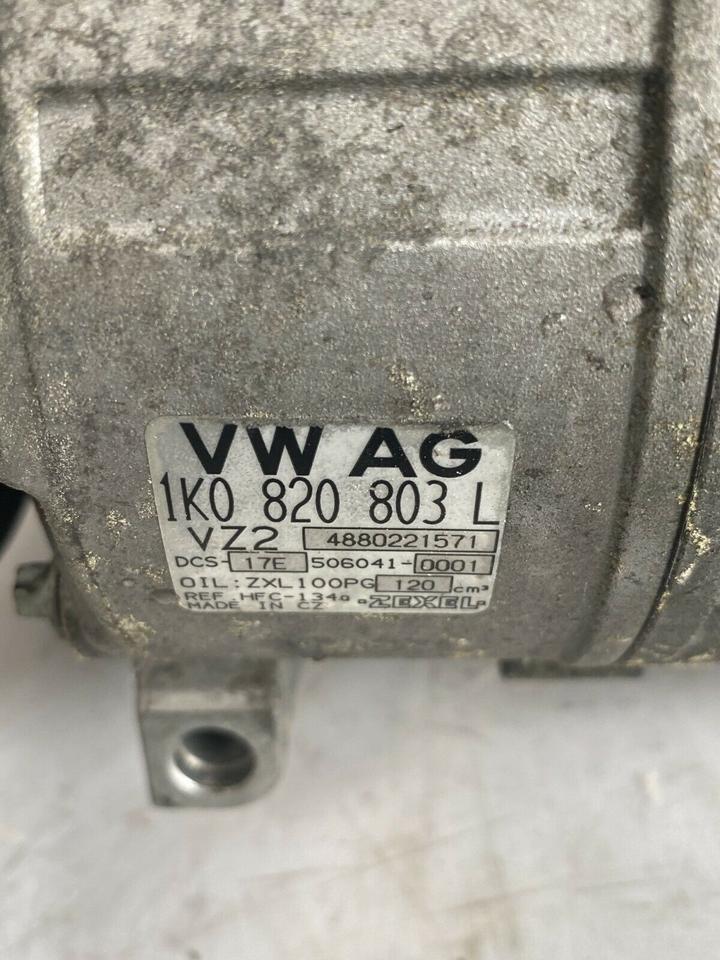 VW AG
1K0 820 803 L
VZ2 4880221571
DCS-17E 506041-0001
OIL: ZXL100PG 120 cm³
REF. HFC-134a ZEXEL
MADE IN CZ